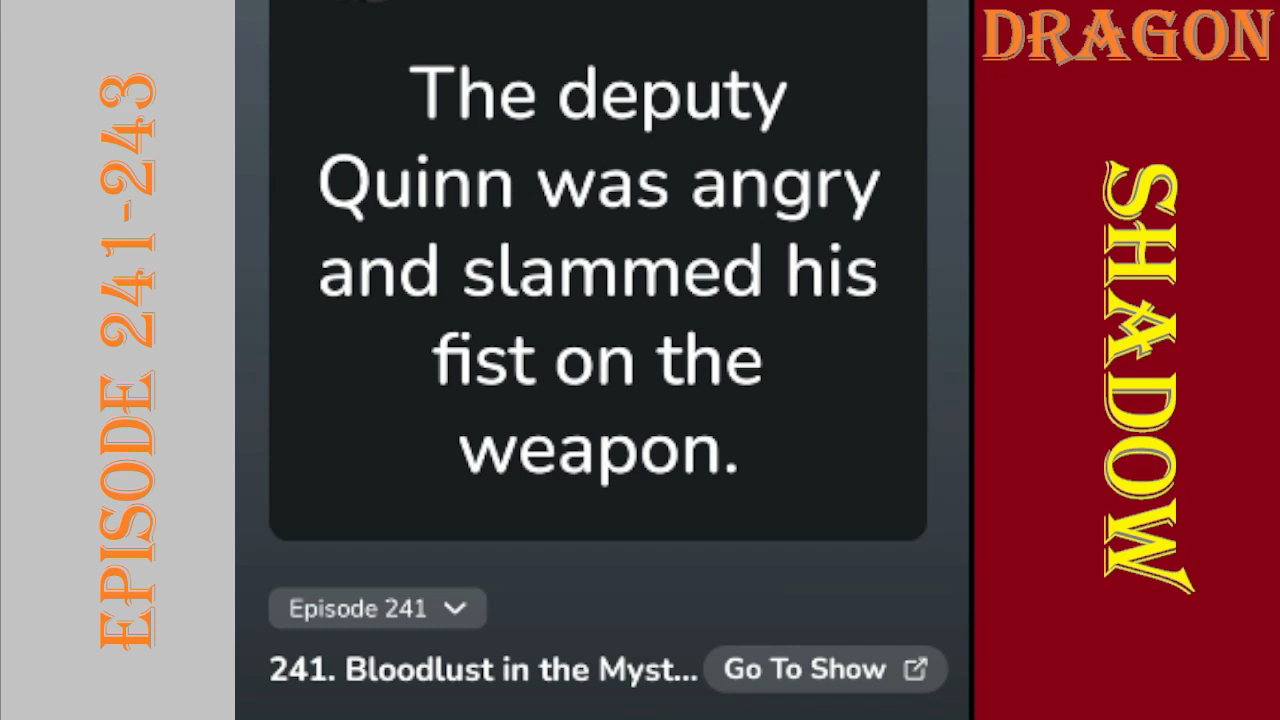 EPISODE 241-243
The deputy
Quinn was angry
and slammed his
fist on the
weapon.
Episode 241
241. Bloodlust in the Myst...
Go To Show
DRAGON
SHADOW